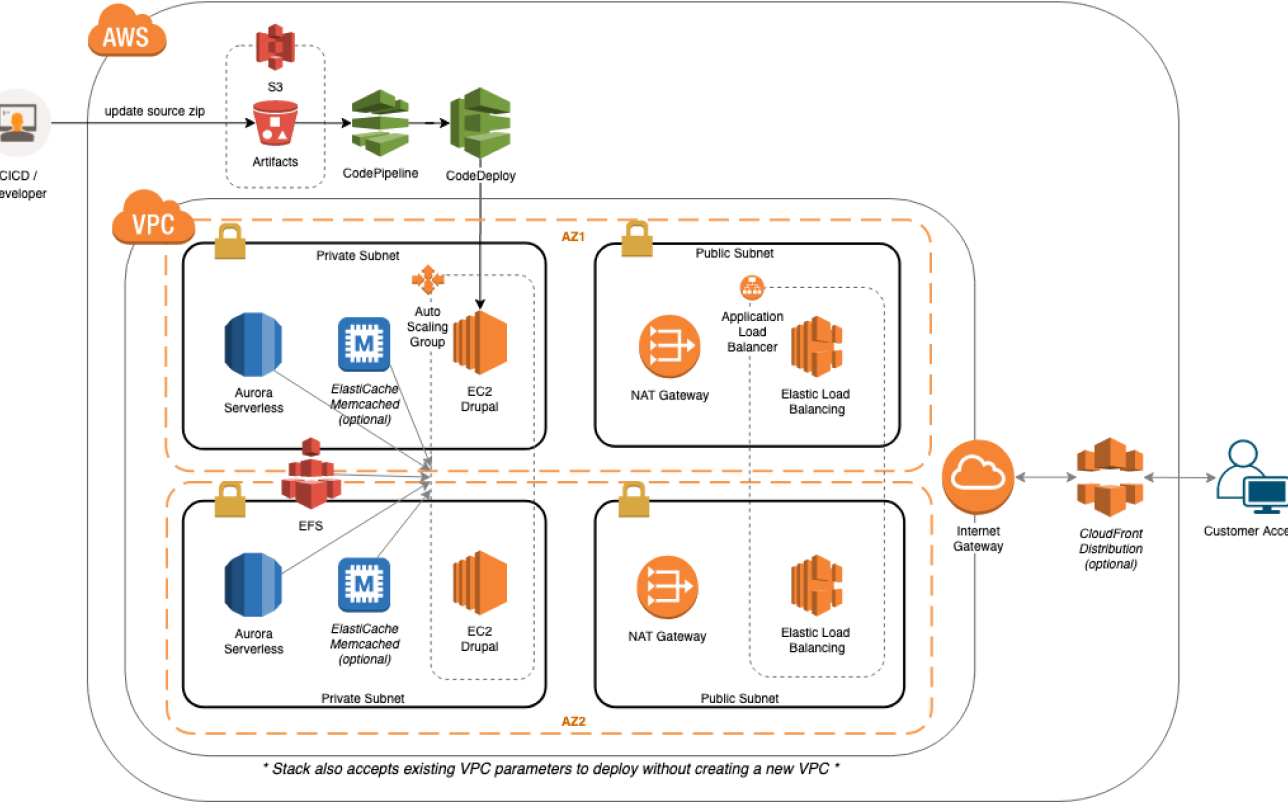 AWS
S3
update source zip
Artifacts
CodePipeline
CodeDeploy
CICD /
eveloper
VPC
AZ1
Private Subnet
Public Subnet
Auto
Scaling
Group
Application
Load
Balancer
Aurora
Serverless
ElastiCache
Memcached
(optional)
EC2
Drupal
NAT Gateway
Elastic Load
Balancing
M
EFS
Internet
Gateway
CloudFront
Distribution
(optional)
Customer Acce
M
Aurora
Serverless
ElastiCache
Memcached
(optional)
EC2
Drupal
NAT Gateway
Elastic Load
Balancing
Private Subnet
Public Subnet
AZ2
* Stack also accepts existing VPC parameters to deploy without creating a new VPC *